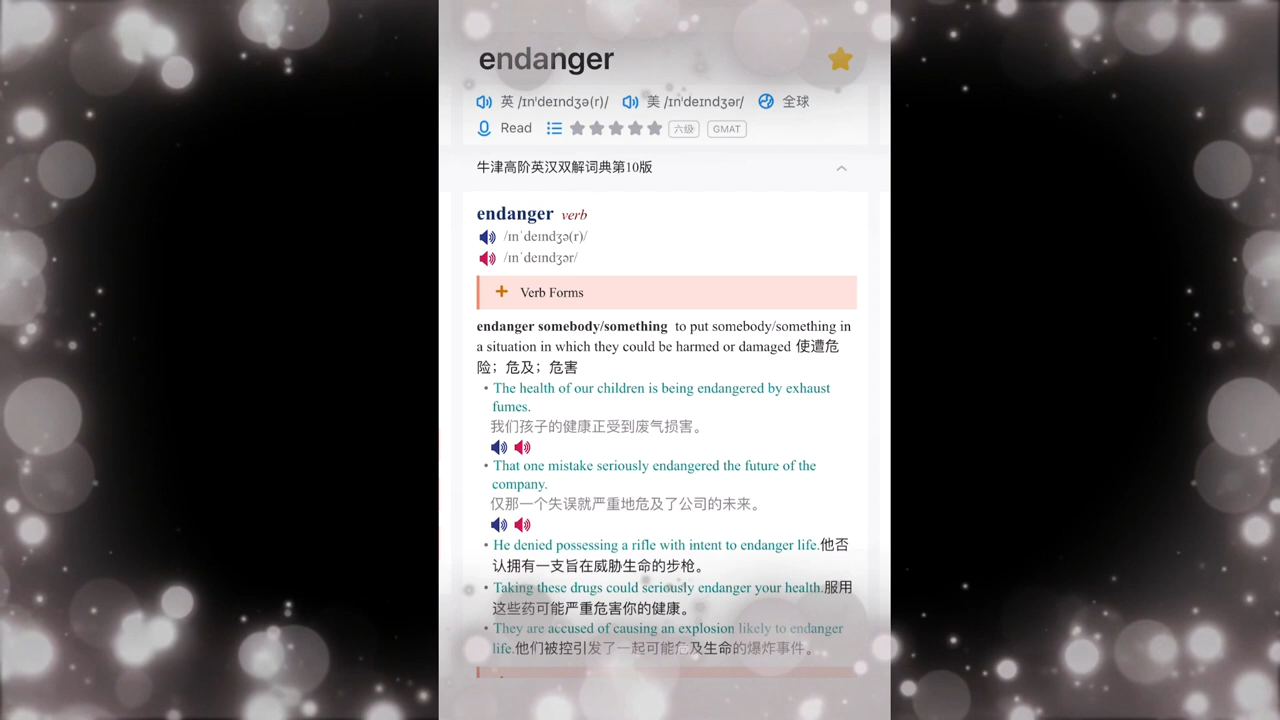 endanger
英 /ɪnˈdeɪndʒə(r)/ 美 /ɪnˈdeɪndʒər/ 全球
Read 六级 GMAT
牛津高阶英汉双解词典第10版
endanger verb
/ɪnˈdeɪndʒə(r)/
/ɪnˈdeɪndʒər/
+ Verb Forms
endanger somebody/something to put somebody/something in
a situation in which they could be harmed or damaged 使遭危
险；危及；危害
• The health of our children is being endangered by exhaust
fumes.
我们孩子的健康正受到废气损害。
• That one mistake seriously endangered the future of the
company.
仅那一个失误就严重地危及了公司的未来。
• He denied possessing a rifle with intent to endanger life.他否
认拥有一支旨在威胁生命的步枪。
• Taking these drugs could seriously endanger your health.服用
这些药可能严重危害你的健康。
• They are accused of causing an explosion likely to endanger
life.他们被控引发了一起可能危及生命的爆炸事件。